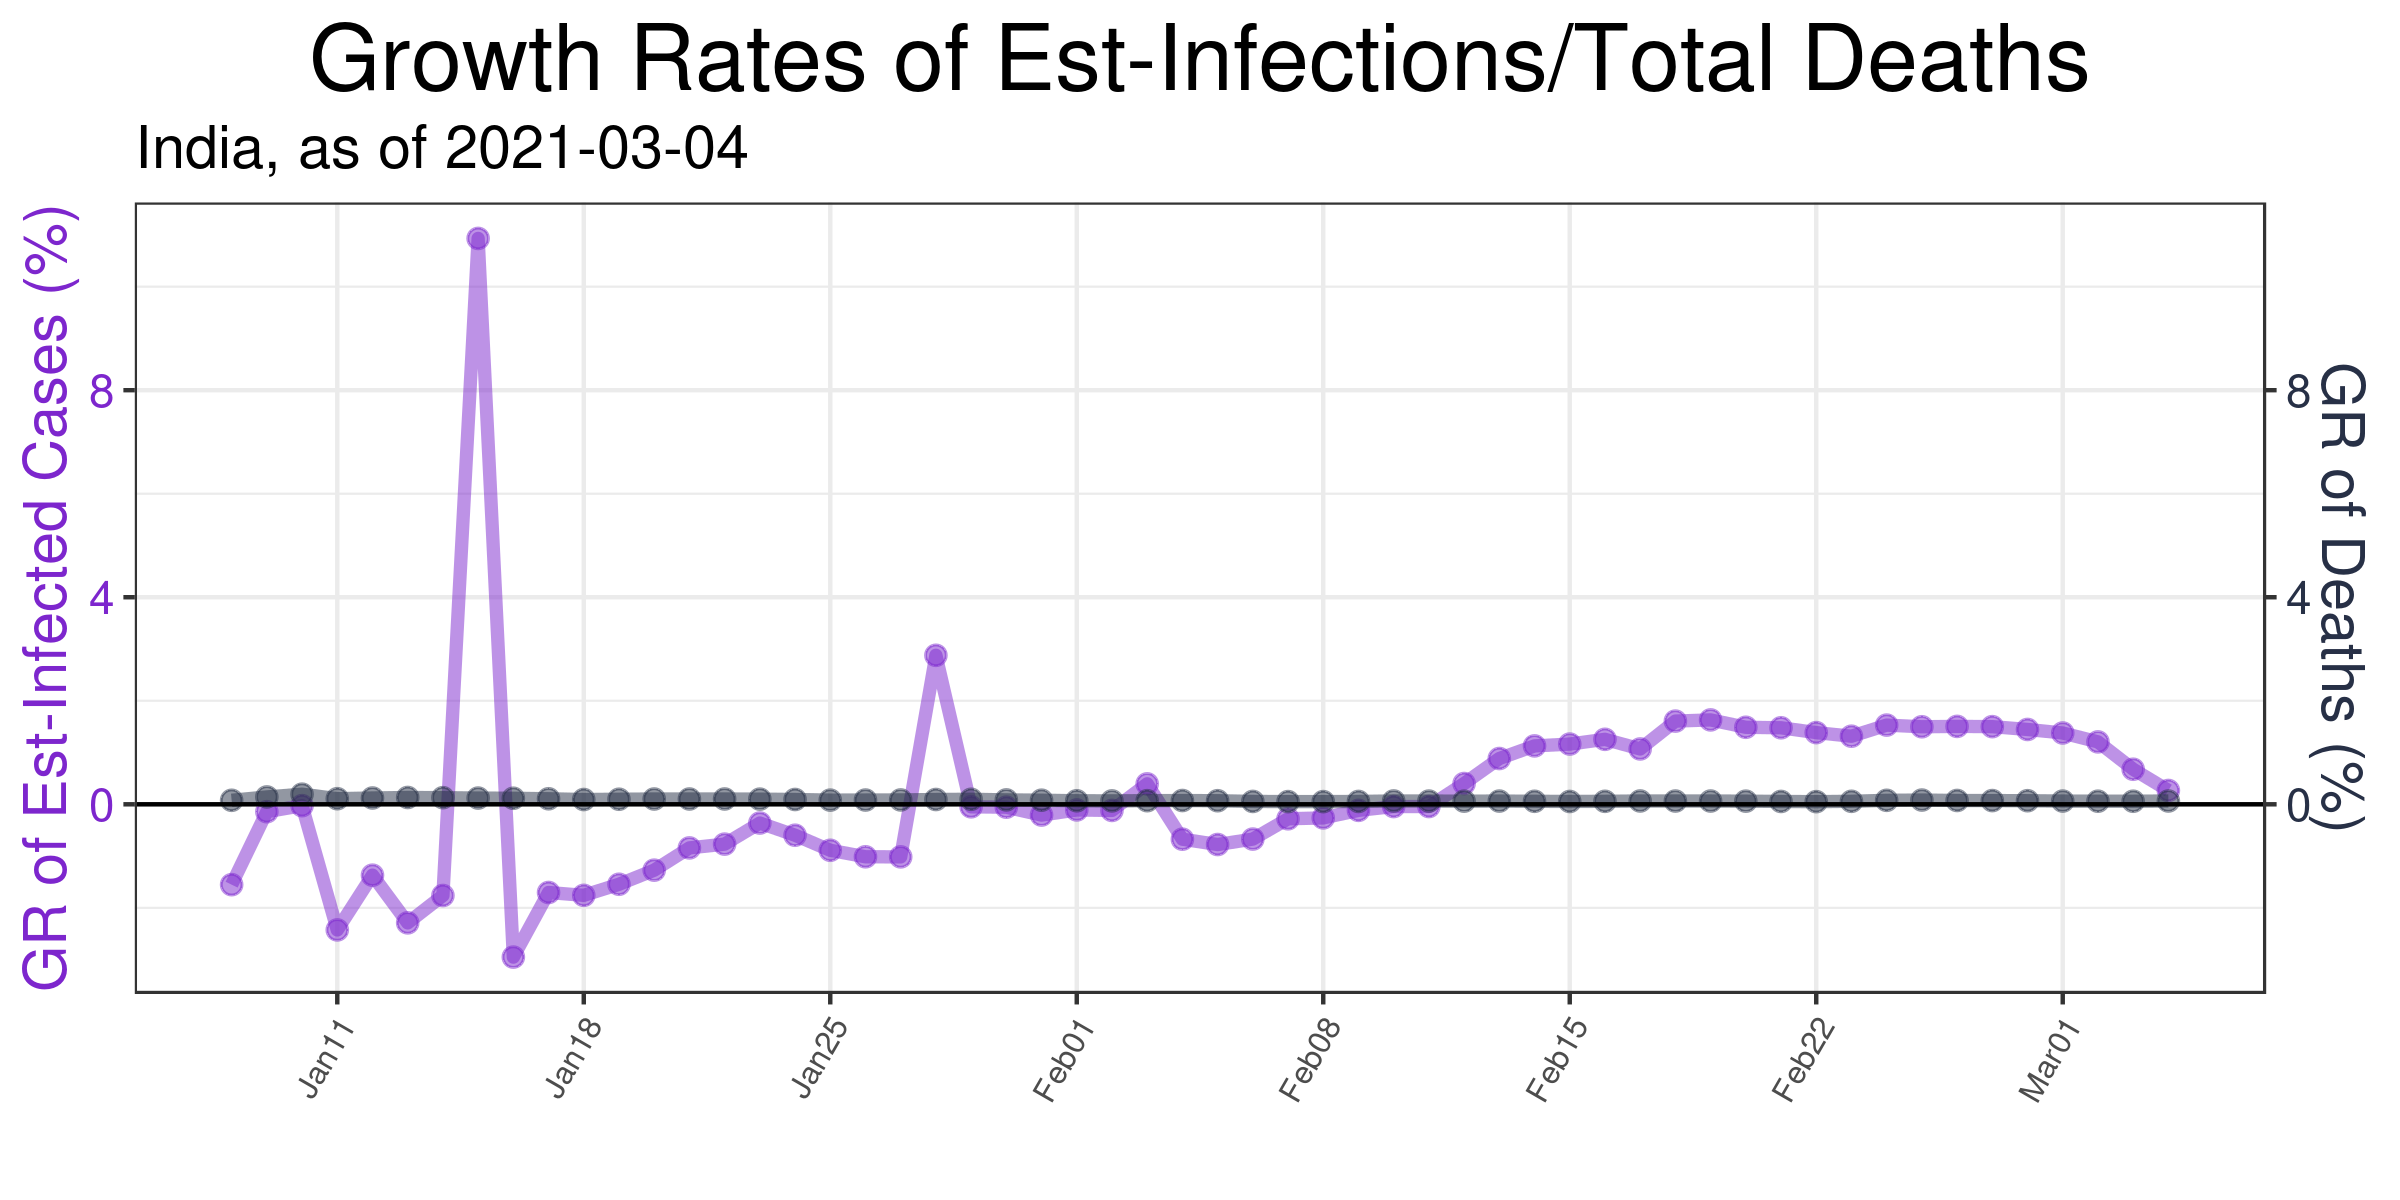 Growth Rates of Est-Infections/Total Deaths
India, as of 2021-03-04
GR of Est-Infected Cases (%)
8
4
0
8
4
0
GR of Deaths (%)
Jan11
Jan18
Jan25
Feb01
Feb08
Feb15
Feb22
Mar01